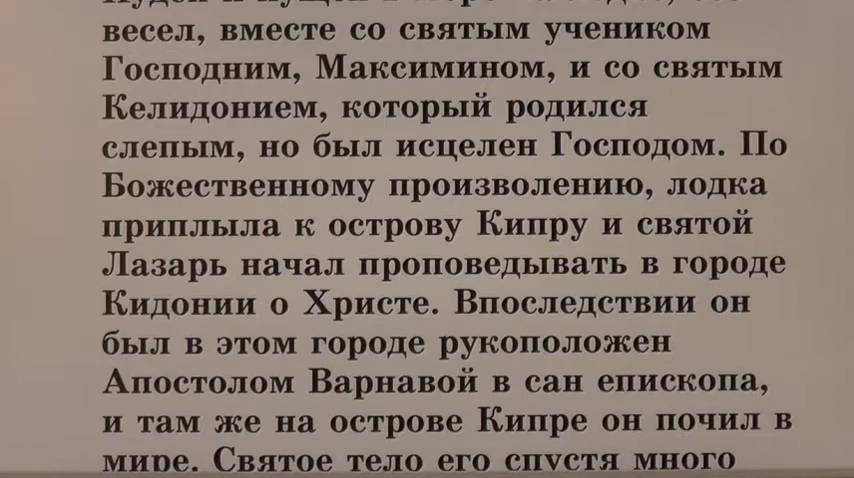 весел, вместе со святым учеником
Господним, Максимином, и со святым
Келидонием, который родился
слепым, но был исцелен Господом. По
Божественному произволению, лодка
приплыла к острову Кипру и святой
Лазарь начал проповедывать в городе
Кидонии о Христе. Впоследствии он
был в этом городе рукоположен
Апостолом Варнавой в сан епископа,
и там же на острове Кипре он почил в
мире. Святое тело его спустя много